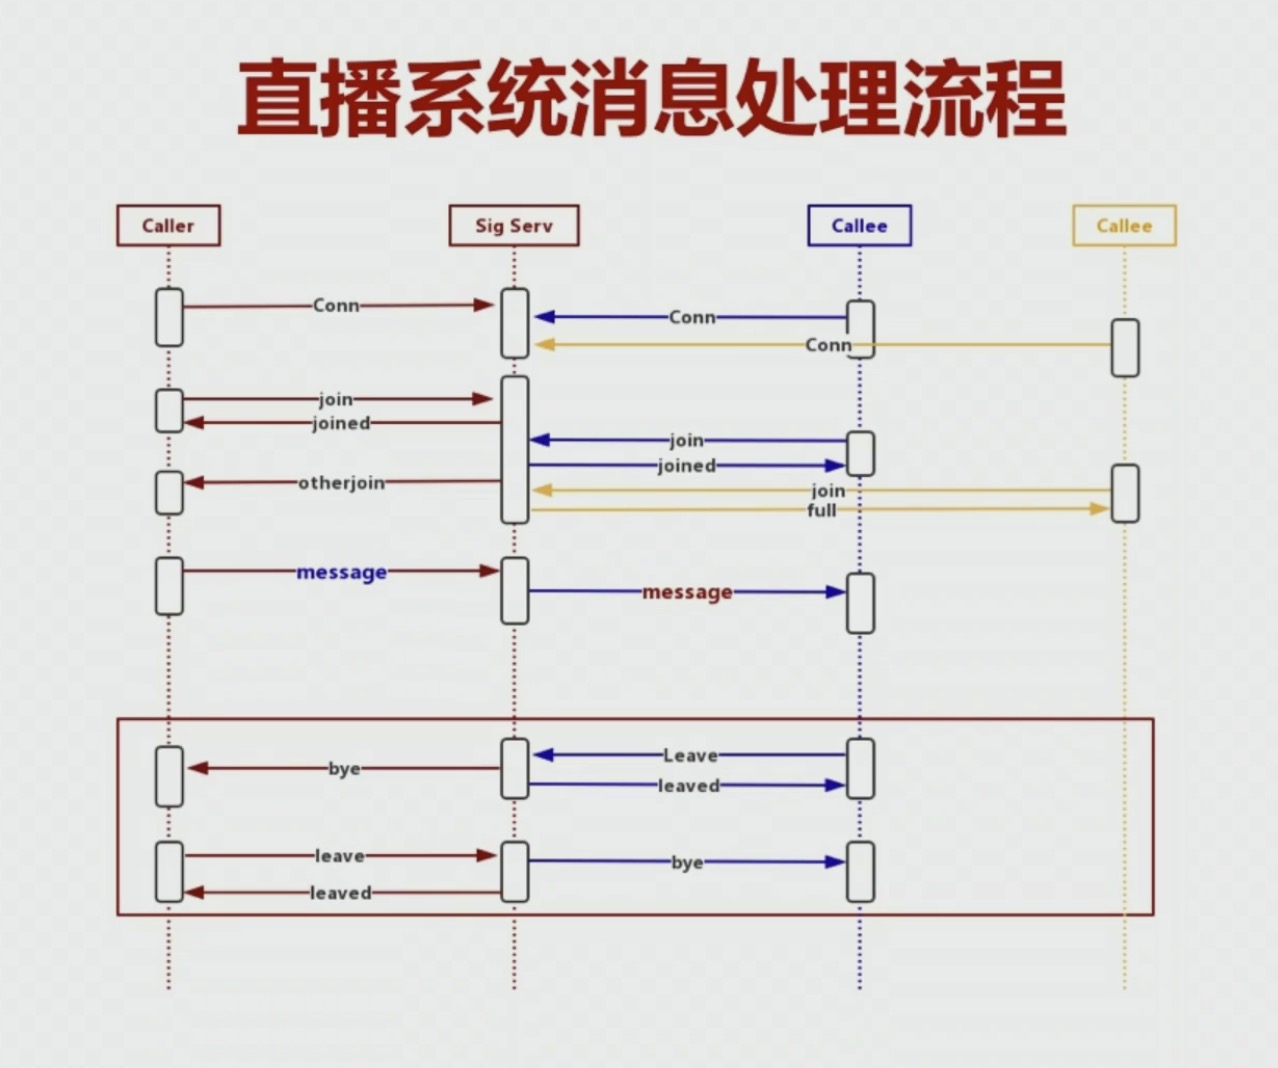 直播系统消息处理流程
Caller
Sig Serv
Callee
Callee
Conn
Conn
Conn
join
joined
join
joined
otherjoin
join
full
message
message
Leave
bye
leaved
leave
bye
leaved